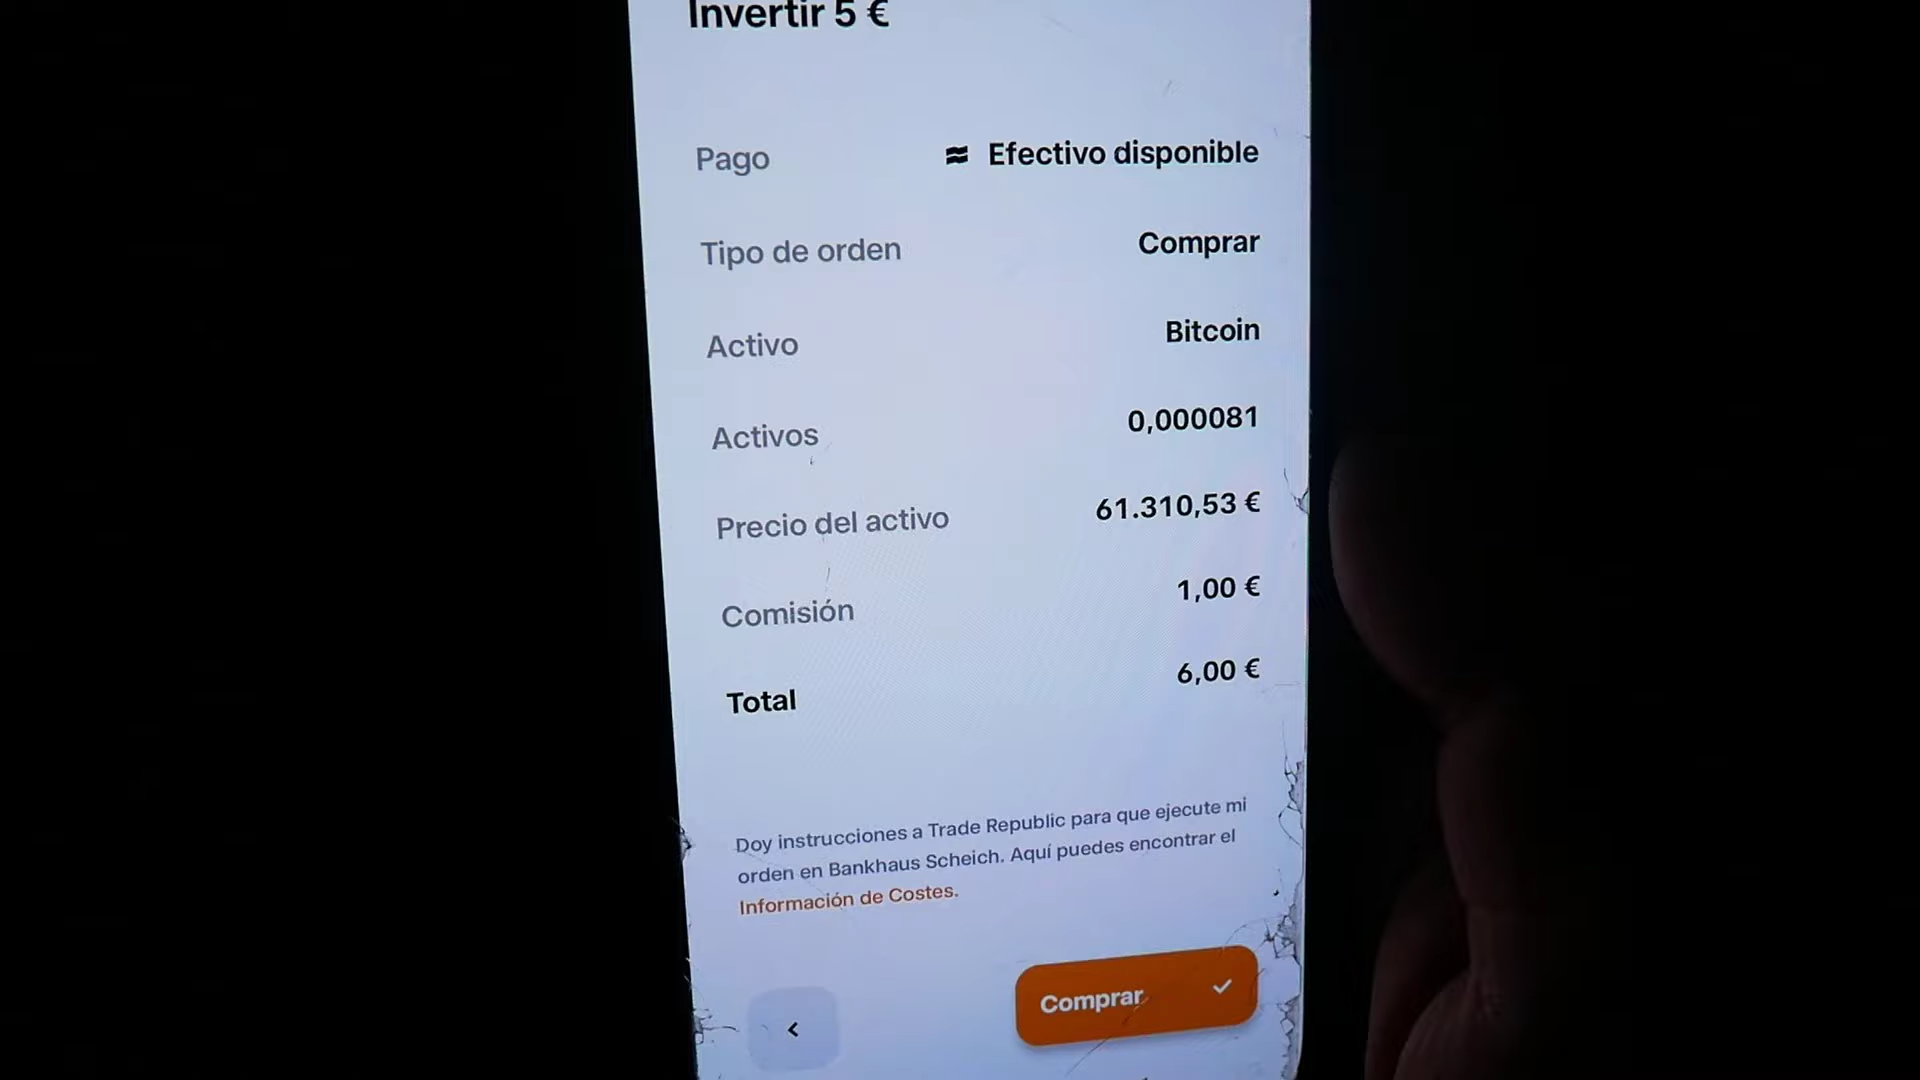 Invertir 5 €
Pago Efectivo disponible
Tipo de orden Comprar
Activo Bitcoin
Activos 0,000081
Precio del activo 61.310,53 €
Comisión 1,00 €
Total 6,00 €
Doy instrucciones a Trade Republic para que ejecute mi
orden en Bankhaus Scheich. Aquí puedes encontrar el
Información de Costes.
Comprar